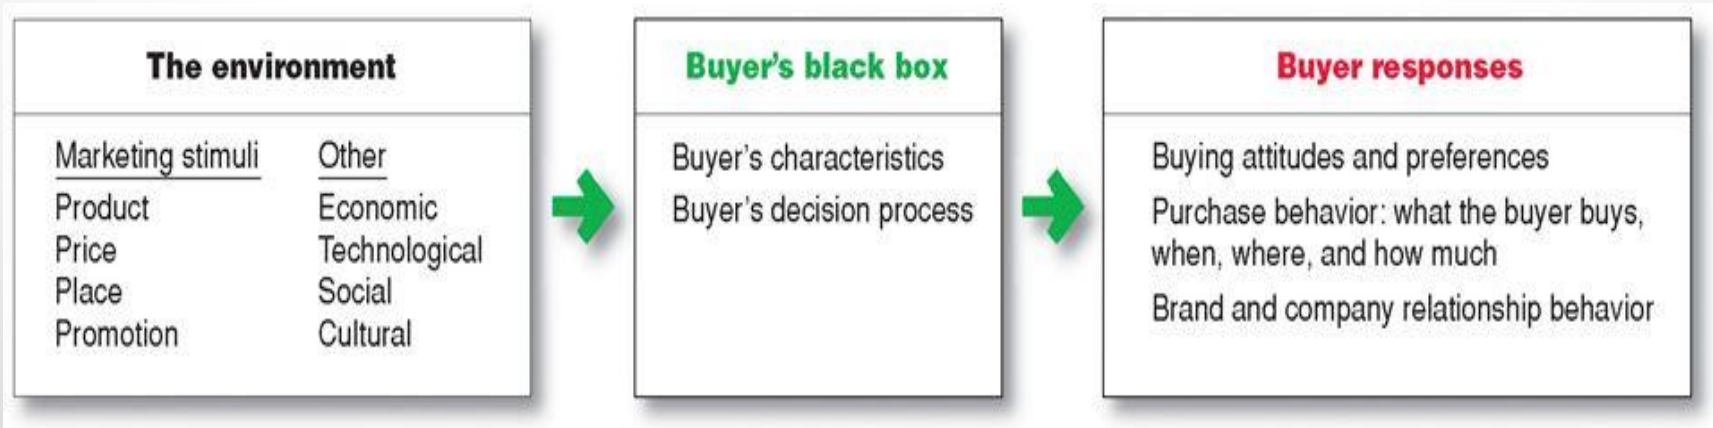 The environment
Marketing stimuli
Product
Price
Place
Promotion
Other
Economic
Technological
Social
Cultural
Buyer's black box
Buyer's characteristics
Buyer's decision process
Buyer responses
Buying attitudes and preferences
Purchase behavior: what the buyer buys,
when, where, and how much
Brand and company relationship behavior